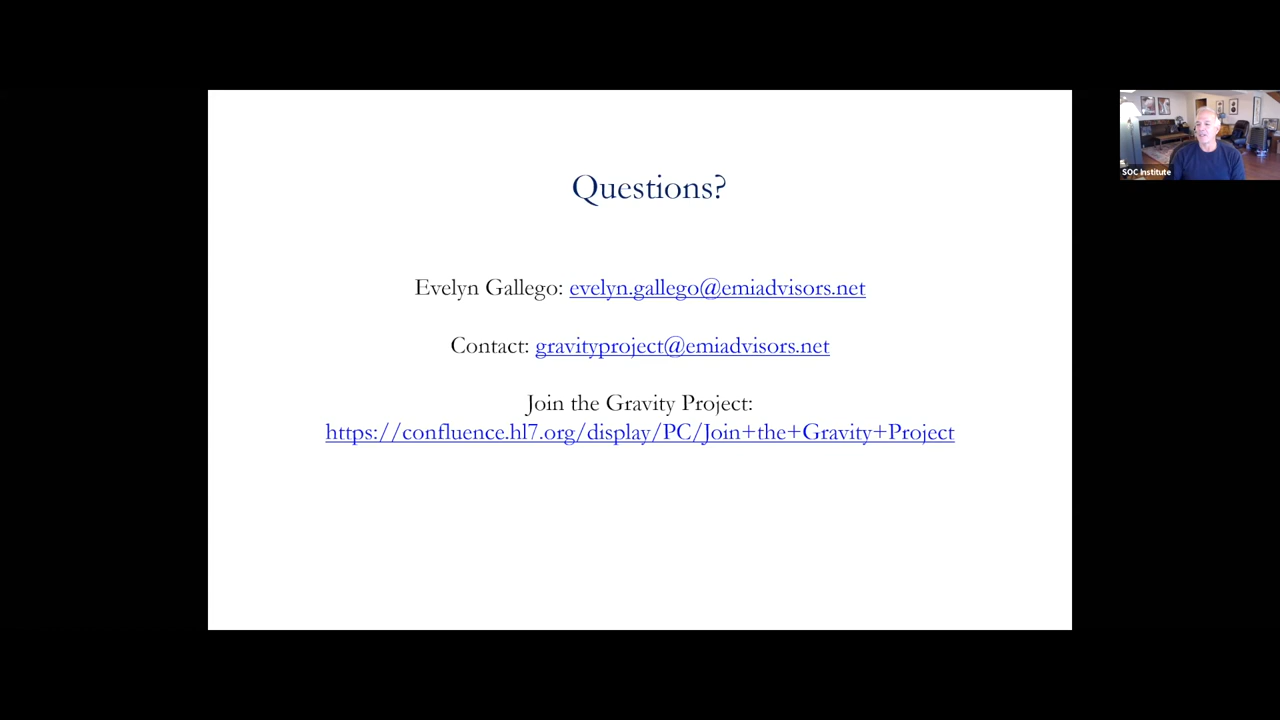 Questions?
Evelyn Gallego: evelyn.gallego@emiadvisors.net
Contact: gravityproject@emiadvisors.net
Join the Gravity Project:
https://confluence.hl7.org/display/PC/Join+the+Gravity+Project
SOC Institute